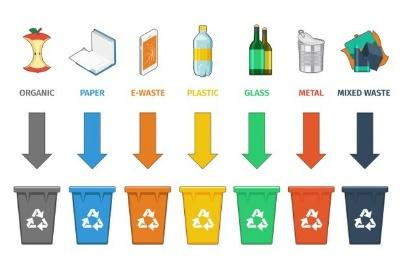 ORGANIC PAPER E-WASTE PLASTIC GLASS METAL MIXED WASTE